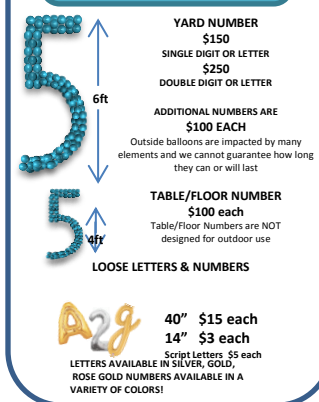 YARD NUMBER
$150
SINGLE DIGIT OR LETTER
$250
DOUBLE DIGIT OR LETTER
6ft
ADDITIONAL NUMBERS ARE
$100 EACH
Outside balloons are impacted by many
elements and we cannot guarantee how long
they can or will last
TABLE/FLOOR NUMBER
$100 each
Table/Floor Numbers are NOT
designed for outdoor use
4ft
LOOSE LETTERS & NUMBERS
A2g
40” $15 each
14” $3 each
Script Letters $5 each
LETTERS AVAILABLE IN SILVER, GOLD,
ROSE GOLD NUMBERS AVAILABLE IN A
VARIETY OF COLORS!
5
5